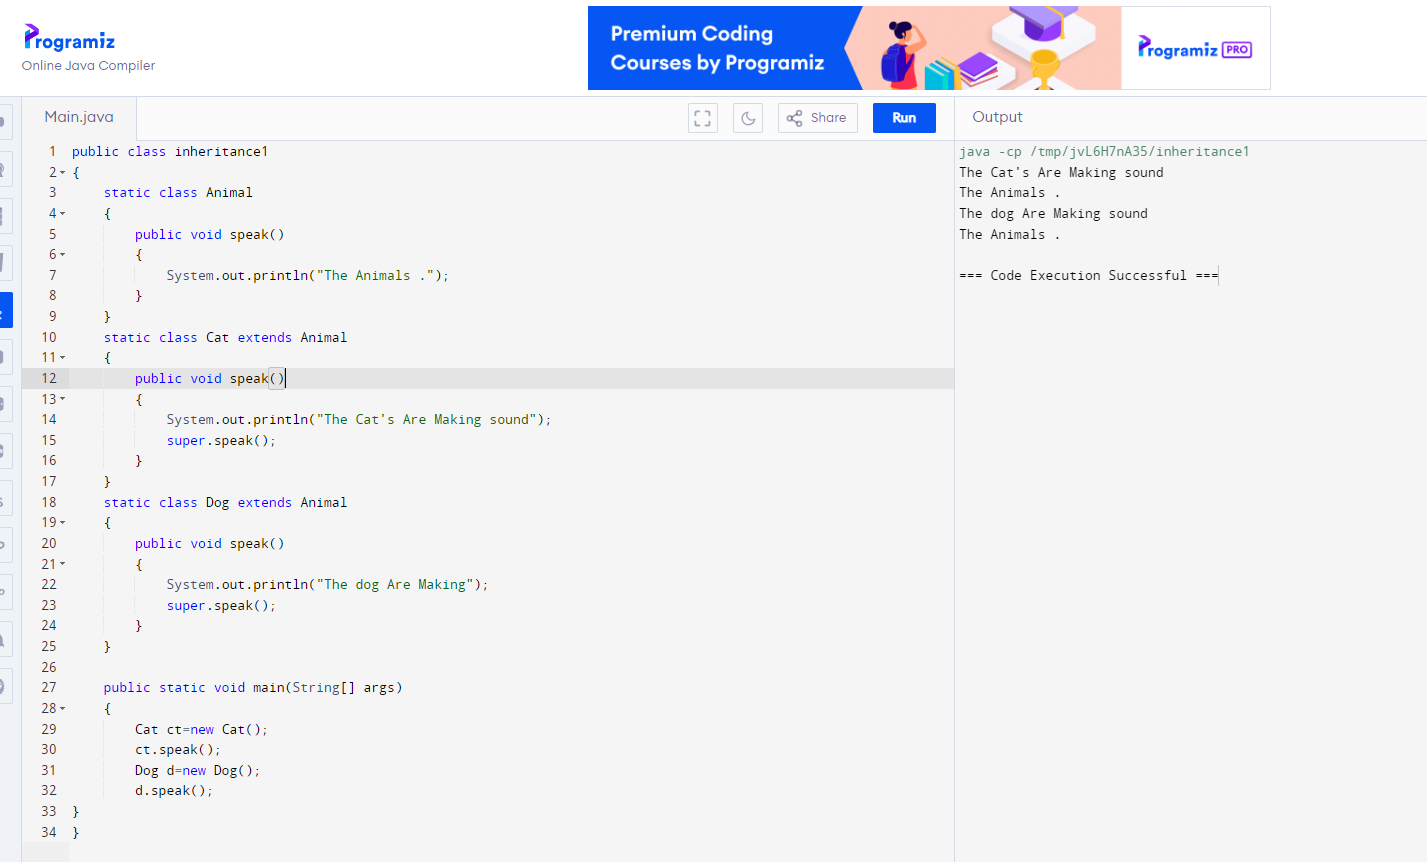 Programiz
Online Java Compiler
Premium Coding
Courses by Programiz
Programiz PRO
Main.java
Share
Run
Output
1 public class inheritance1
2 {
3 static class Animal
4 {
5 public void speak()
6 {
7 System.out.println("The Animals .");
8 }
9 }
10 static class Cat extends Animal
11 {
12 public void speak()
13 {
14 System.out.println("The Cat's Are Making sound");
15 super.speak();
16 }
17 }
18 static class Dog extends Animal
19 {
20 public void speak()
21 {
22 System.out.println("The dog Are Making");
23 super.speak();
24 }
25 }
26
27 public static void main(String[] args)
28 {
29 Cat ct=new Cat();
30 ct.speak();
31 Dog d=new Dog();
32 d.speak();
33 }
34 }
java -cp /tmp/jvL6H7nA35/inheritance1
The Cat's Are Making sound
The Animals .
The dog Are Making sound
The Animals .
=== Code Execution Successful ===